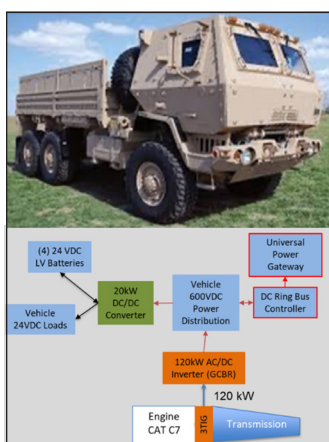 Universal
Power
Gateway
(4) 24 VDC
LV Batteries
20kW
DC/DC
Converter
Vehicle
600VDC
Power
Distribution
DC Ring Bus
Controller
Vehicle
24VDC Loads
120kW AC/DC
Inverter (GCBR)
120 kW
Engine
CAT C7
3TIG
Transmission